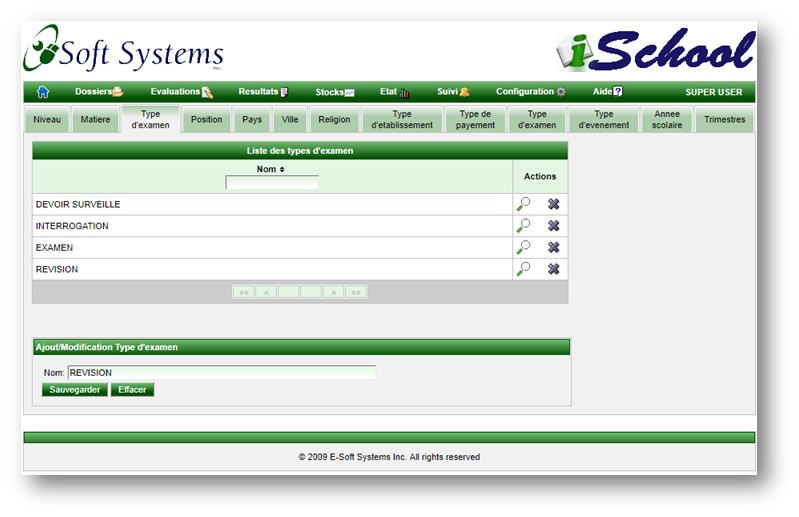 eSoft Systems Inc.
iSchool
Dossiers Evaluations Resultats Stocks Etat Suivi Configuration Aide SUPER USER
Niveau Matiere Type d'examen Position Pays Ville Religion Type d'etablissement Type de payement Type d'examen Type d'evenement Annee scolaire Trimestres
Liste des types d'examen
Nom Actions
DEVOIR SURVEILLE
INTERROGATION
EXAMEN
REVISION
«« « » »»
Ajout/Modification Type d'examen
Nom: REVISION
Sauvegarder Effacer
© 2009 E-Soft Systems Inc. All rights reserved